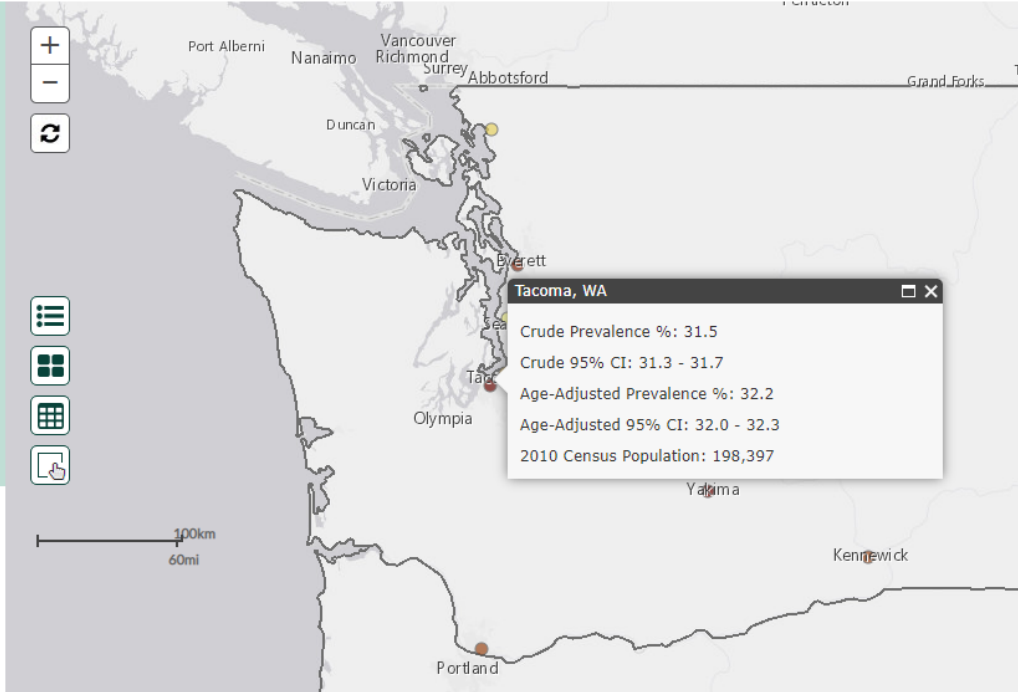 Port Alberni
Nanaimo
Vancouver
Richmond
Surrey
Abbotsford
Grand Forks
Duncan
Victoria
Everett
Tacoma, WA
Crude Prevalence %: 31.5
Crude 95% CI: 31.3 - 31.7
Age-Adjusted Prevalence %: 32.2
Age-Adjusted 95% CI: 32.0 - 32.3
2010 Census Population: 198,397
Sea
Tac
Olympia
Yakima
100km
60mi
Kennewick
Portland